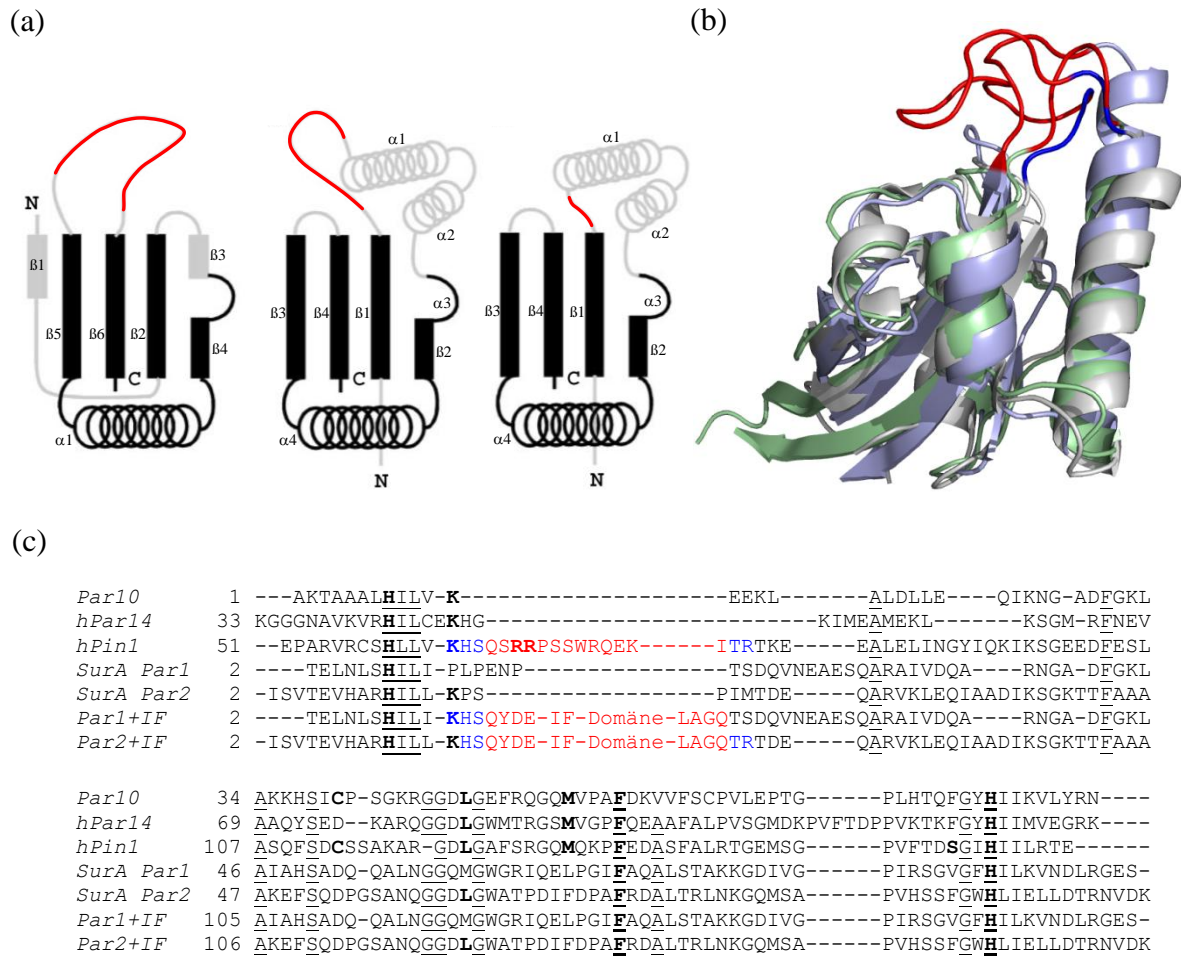 (a)
(b)
N
ß1
ß5
ß6
ß2
ß3
ß4
C
α1
α1
α2
α3
ß3
ß4
ß1
ß2
C
α4
N
α1
α2
α3
ß3
ß4
ß1
ß2
C
α4
N
(c)
Par10 1 ---AKTAAALHILV-K---------------------EEKL-------ALDLLE----QIKNG-ADFGKL
hPar14 33 KGGGNAVKVRHILCEKHG--------------------------KIMEAMEKL-----KSGM-RFNEV
hPin1 51 --EPARVRCSHLLV-KHSQSRRPSSWRQEK------ITRTKE----EALELINGYIQKIKSGEEDFESL
SurA Par1 2 ----TELNLSHILIPLPENP----------------TSDQVNEAESQARAIVDQA----RNGA-DFGKL
SurA Par2 2 -ISVTEVHARHILL-KPS------------------PIMTDE----QARVKLEQIAADIKSGKTTFAAA
Par1+IF 2 ----TELNLSHILI-KHSQYDE-IF-Domäne-LAGQTSDQVNEAESQARAIVDQA----RNGA-DFGKL
Par2+IF 2 -ISVTEVHARHILL-KHSQYDE-IF-Domäne-LAGQTRTDE----QARVKLEQIAADIKSGKTTFAAA
Par10 34 AKKHSICP-SGKRGGDLGEFRQGQMVPAFDKVVFSCPVLEPTG------PLHTQFGYHIIKVLYRN----
hPar14 69 AAQYSED--KARQGGDLGWMTRGSMVGPFQEAAFALPVSGMDKPVFTDPPVKTKFGYHIIMVEGRK----
hPin1 107 ASQFSDCSSAKAR-GDLGAFSRGQMQKPFEDASFALRTGEMSG------PVFTDSGIHIILRTE------
SurA Par1 46 AIAHSADQ-QALNGGQMGWGRIQELPGIFAQALSTAKKGDIVG------PIRSGVGFHILKVNDLRGES-
SurA Par2 47 AKEFSQDPGSANQGGDLGWATPDIFDPAFRDALTRLNKGQMSA------PVHSSFGWHLIELLDTRNVDK
Par1+IF 105 AIAHSADQ-QALNGGQMGWGRIQELPGIFAQALSTAKKGDIVG------PIRSGVGFHILKVNDLRGES-
Par2+IF 106 AKEFSQDPGSANQGGDLGWATPDIFDPAFRDALTRLNKGQMSA------PVHSSFGWHLIELLDTRNVDK